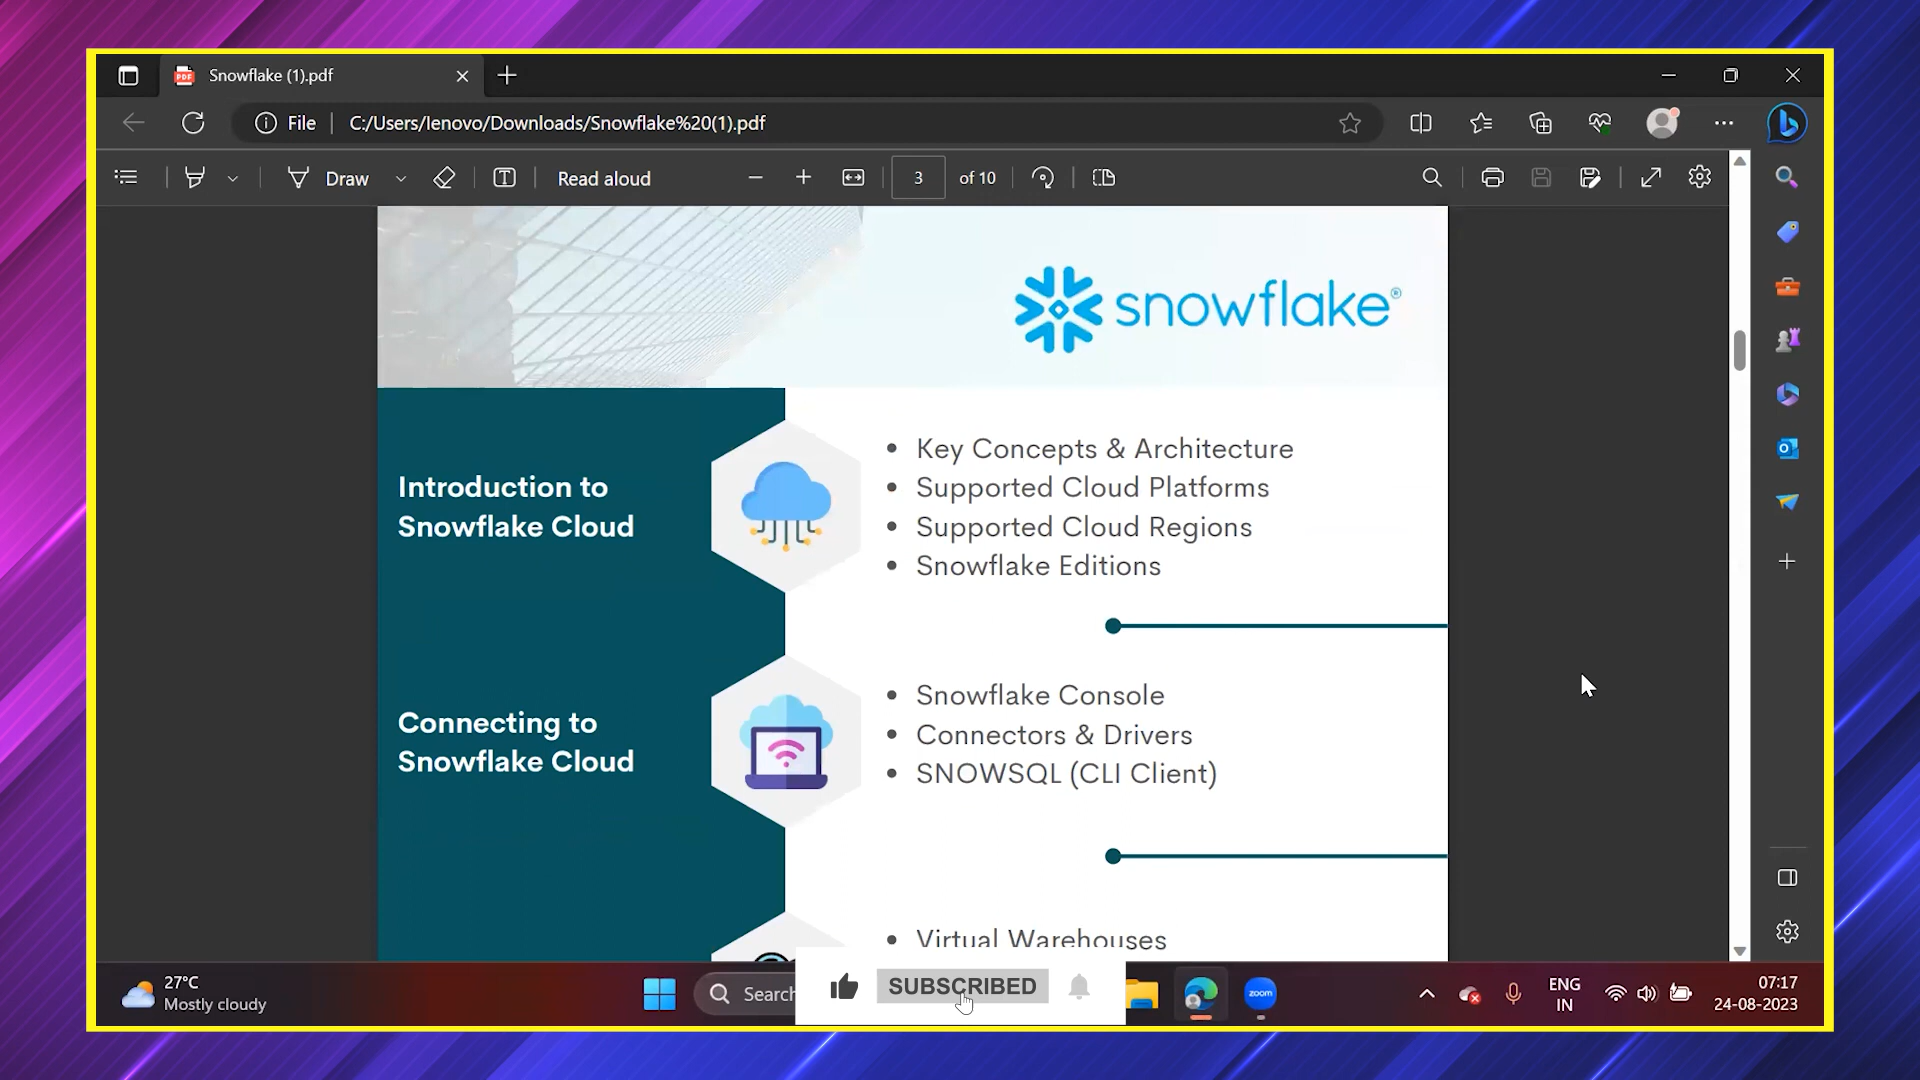 Snowflake (1).pdf
File
C:/Users/lenovo/Downloads/Snowflake%20(1).pdf
Draw
Read aloud
3 of 10
snowflake®
Introduction to
Snowflake Cloud
• Key Concepts & Architecture
• Supported Cloud Platforms
• Supported Cloud Regions
• Snowflake Editions
Connecting to
Snowflake Cloud
• Snowflake Console
• Connectors & Drivers
• SNOWSQL (CLI Client)
• Virtual Warehouses
27°C
Mostly cloudy
Search
SUBSCRIBED
zoom
ENG
IN
07:17
24-08-2023